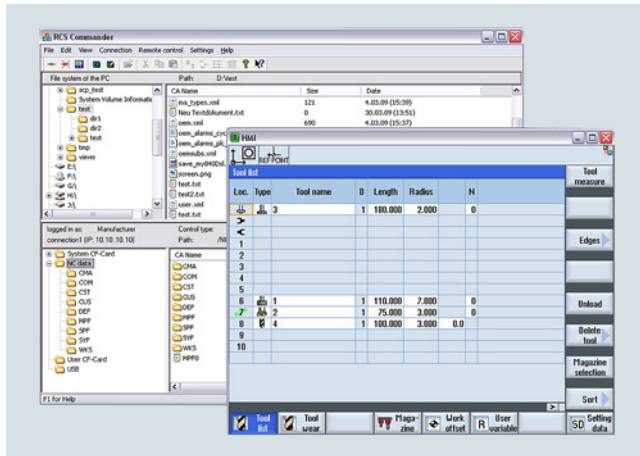 RCS Commander
File Edit View Connection Remote control Settings Help
File system of the PC Path: D:\test
scp_test
System Volume Informatic
test
dir1
dir2
test
tmp
views
E:\
F:\
G:\
H:\
CA Name Size Date
ma_types.xml 121 4.03.09 (15:39)
Neu Textdokument.txt 0 30.03.09 (13:51)
oem.xml 690 4.03.09 (15:37)
oem_alarms_cyc
oem_alarms_plc
oemsubs.xml
save_my840Dsl.
screen.png
test.txt
test2.txt
user.xml
test.txt
logged in as: Manufacturer Control type:
connection1 (IP: 10.10.10.10) Path: /NI
System CF-Card
NC data
CMA
COM
CST
CUS
DEF
MPF
SPF
SYF
WKS
User CF-Card
USB
CA Name
CMA
COM
CST
CUS
DEF
MPF
SPF
SYF
WKS
MPF0
F1 for Help
HMI
REF POINT
Tool list
Loc. Type Tool name D Length Radius N
3 1 180.000 2.000 0
1
2
3
4
5
6 1 1 110.000 7.000 0
7 2 1 75.000 3.000 0
8 4 1 100.000 3.000 0.0
9
10
Tool
measure
Edges
Unload
Delete
tool
Magazine
selection
Sort
Tool
list
Tool
wear
Maga-
zine
Work
offset
R User
variable
SD Setting
data